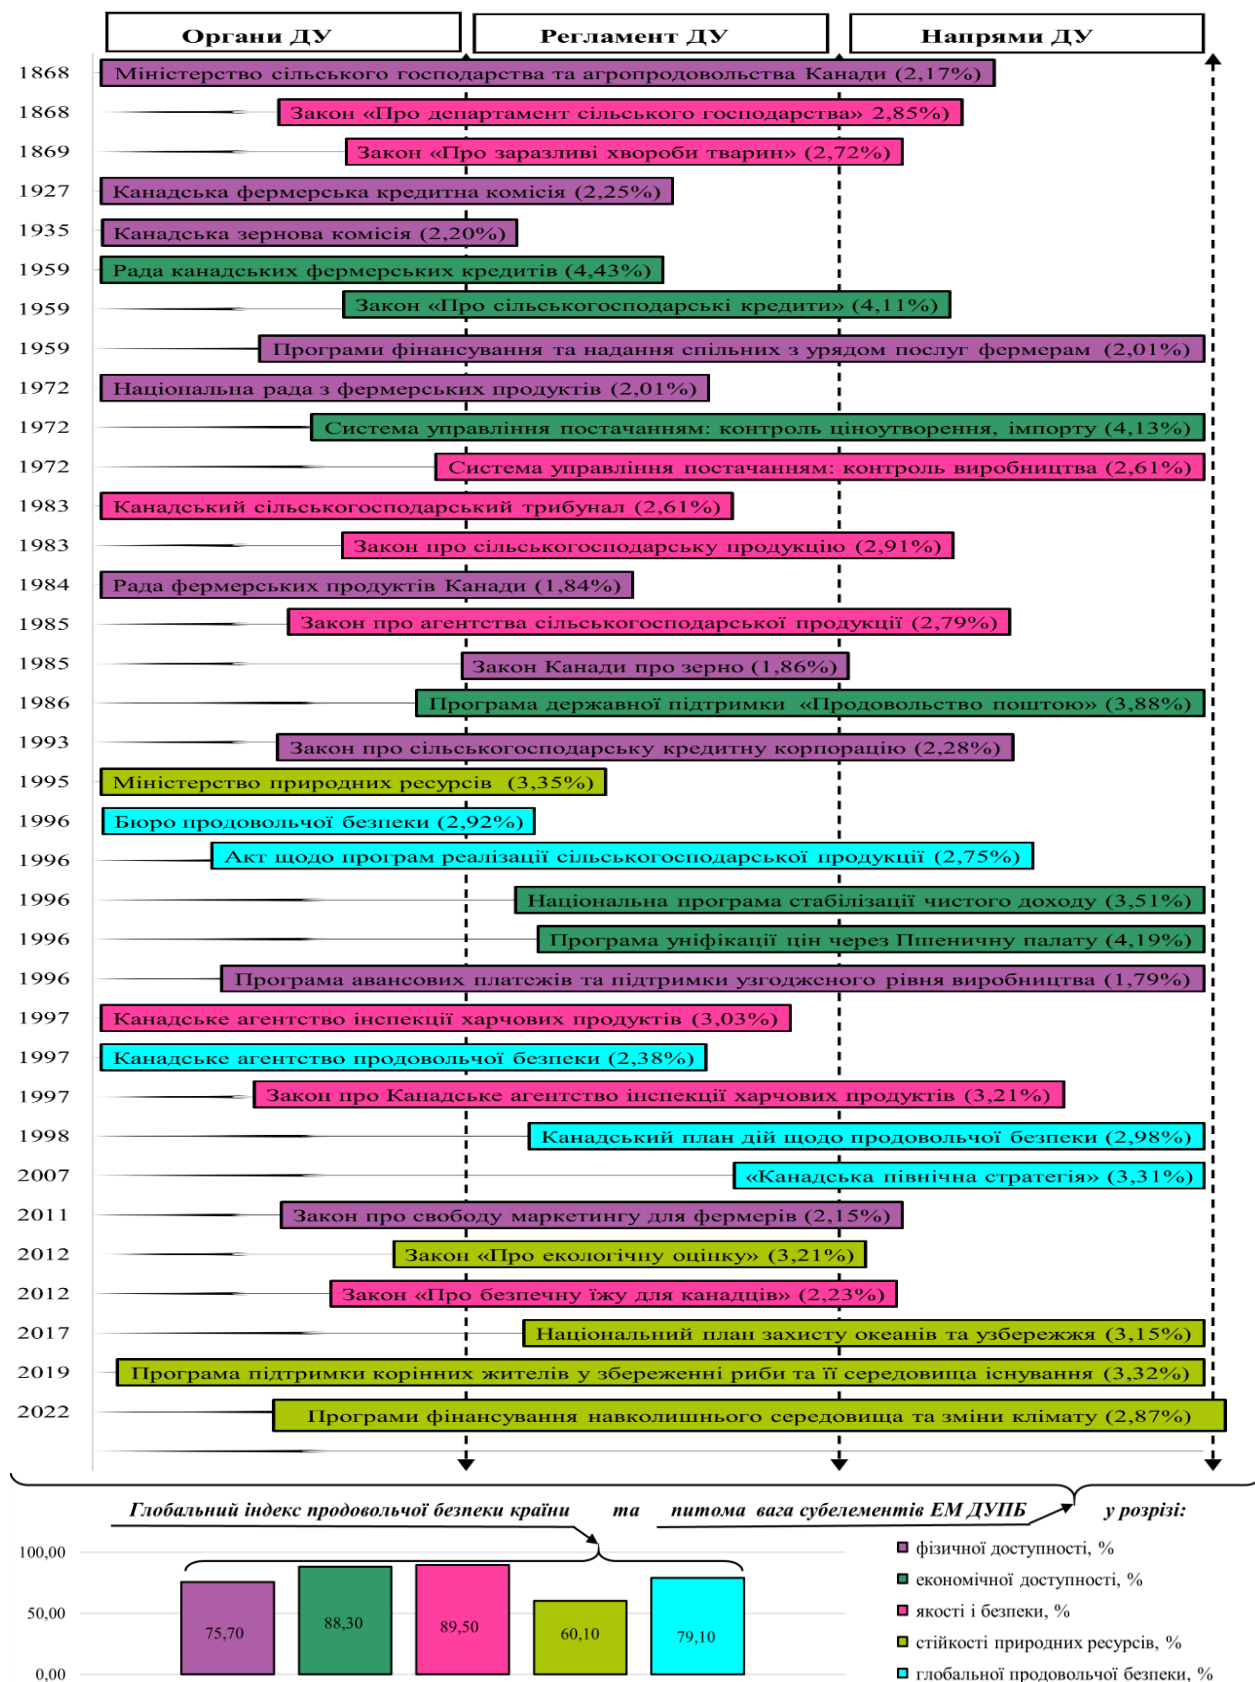 Органи ДУ Регламент ДУ Напрями ДУ
1868 Міністерство сільського господарства та агропродовольства Канади (2,17%)
1868 Закон «Про департамент сільського господарства» 2,85%)
1869 Закон «Про заразливі хвороби тварин» (2,72%)
1927 Канадська фермерська кредитна комісія (2,25%)
1935 Канадська зернова комісія (2,20%)
1959 Рада канадських фермерських кредитів (4,43%)
1959 Закон «Про сільськогосподарські кредити» (4,11%)
1959 Програми фінансування та надання спільних з урядом послуг фермерам (2,01%)
1972 Національна рада з фермерських продуктів (2,01%)
1972 Система управління постачанням: контроль ціноутворення, імпорту (4,13%)
1972 Система управління постачанням: контроль виробництва (2,61%)
1983 Канадський сільськогосподарський трибунал (2,61%)
1983 Закон про сільськогосподарську продукцію (2,91%)
1984 Рада фермерських продуктів Канади (1,84%)
1985 Закон про агентства сільськогосподарської продукції (2,79%)
1985 Закон Канади про зерно (1,86%)
1986 Програма державної підтримки «Продовольство поштою» (3,88%)
1993 Закон про сільськогосподарську кредитну корпорацію (2,28%)
1995 Міністерство природних ресурсів (3,35%)
1996 Бюро продовольчої безпеки (2,92%)
1996 Акт щодо програм реалізації сільськогосподарської продукції (2,75%)
1996 Національна програма стабілізації чистого доходу (3,51%)
1996 Програма уніфікації цін через Пшеничну палату (4,19%)
1996 Програма авансових платежів та підтримки узгодженого рівня виробництва (1,79%)
1997 Канадське агентство інспекції харчових продуктів (3,03%)
1997 Канадське агентство продовольчої безпеки (2,38%)
1997 Закон про Канадське агентство інспекції харчових продуктів (3,21%)
1998 Канадський план дій щодо продовольчої безпеки (2,98%)
2007 «Канадська північна стратегія» (3,31%)
2011 Закон про свободу маркетингу для фермерів (2,15%)
2012 Закон «Про екологічну оцінку» (3,21%)
2012 Закон «Про безпечну їжу для канадців» (2,23%)
2017 Національний план захисту океанів та узбережжя (3,15%)
2019 Програма підтримки корінних жителів у збереженні риби та її середовища існування (3,32%)
2022 Програми фінансування навколишнього середовища та зміни клімату (2,87%)
Глобальний індекс продовольчої безпеки країни та питома вага субелементів ЕМ ДУПБ у розрізі:
100,00
50,00
0,00
75,70 88,30 89,50 60,10 79,10
фізичної доступності, %
економічної доступності, %
якості і безпеки, %
стійкості природних ресурсів, %
глобальної продовольчої безпеки, %